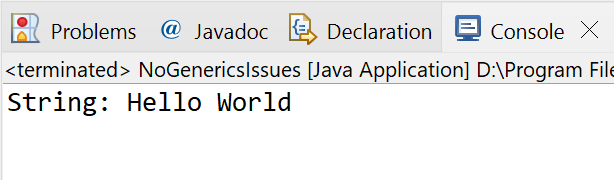 Problems @ Javadoc Declaration Console
<terminated> NoGenericsIssues [Java Application] D:\Program File
String: Hello World